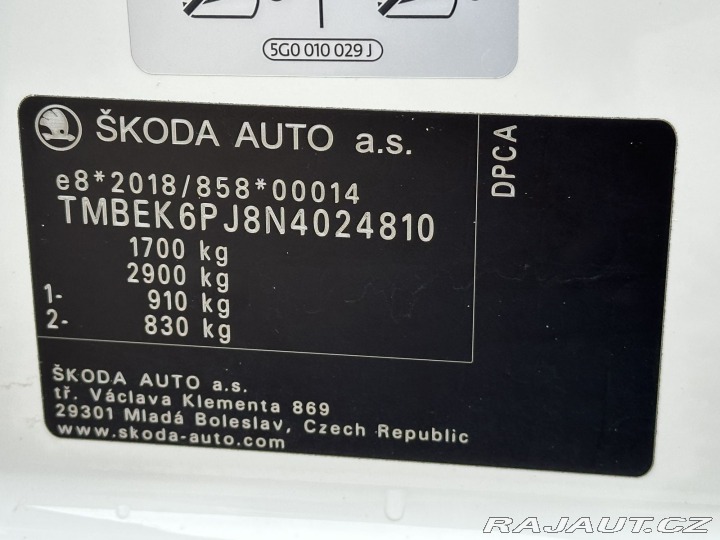 5G0 010 029 J
ŠKODA AUTO a.s.
DPCA
e8*2018/858*00014
TMBEK6PJ8N4024810
1700 kg
2900 kg
1- 910 kg
2- 830 kg
ŠKODA AUTO a.s.
tř. Václava Klementa 869
29301 Mladá Boleslav, Czech Republic
www.skoda-auto.com
RAJAUT.CZ